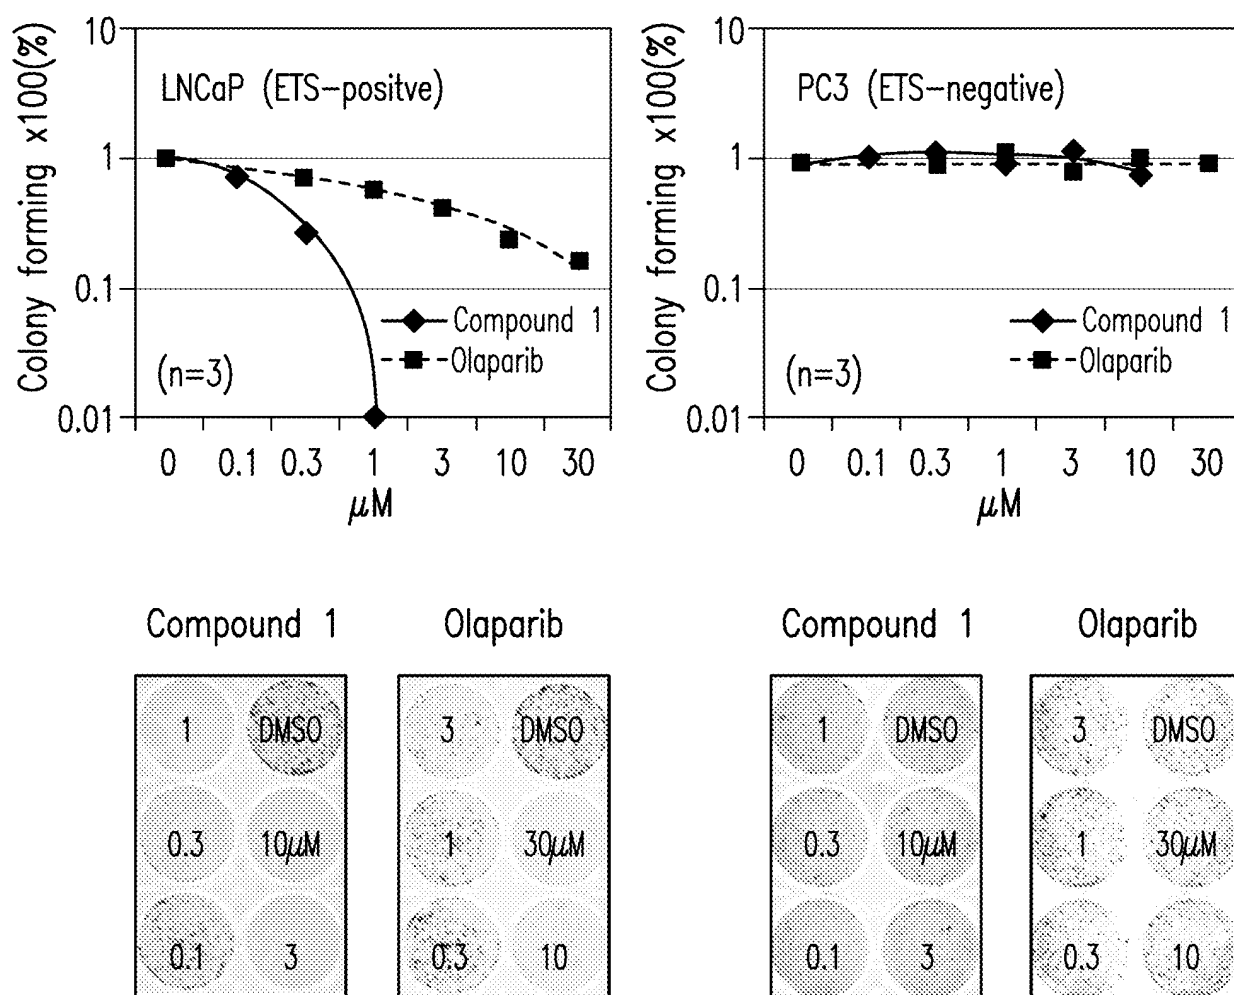 Colony forming x100(%)
10
1
0.1
0.01
LNCaP (ETS-positve)
Compound 1
Olaparib
(n=3)
0 0.1 0.3 1 3 10 30
μM
Colony forming x100(%)
10
1
0.1
0.01
PC3 (ETS-negative)
Compound 1
Olaparib
(n=3)
0 0.1 0.3 1 3 10 30
μM
Compound 1
1 DMSO
0.3 10μM
0.1 3
Olaparib
3 DMSO
1 30μM
0.3 10
Compound 1
1 DMSO
0.3 10μM
0.1 3
Olaparib
3 DMSO
1 30μM
0.3 10